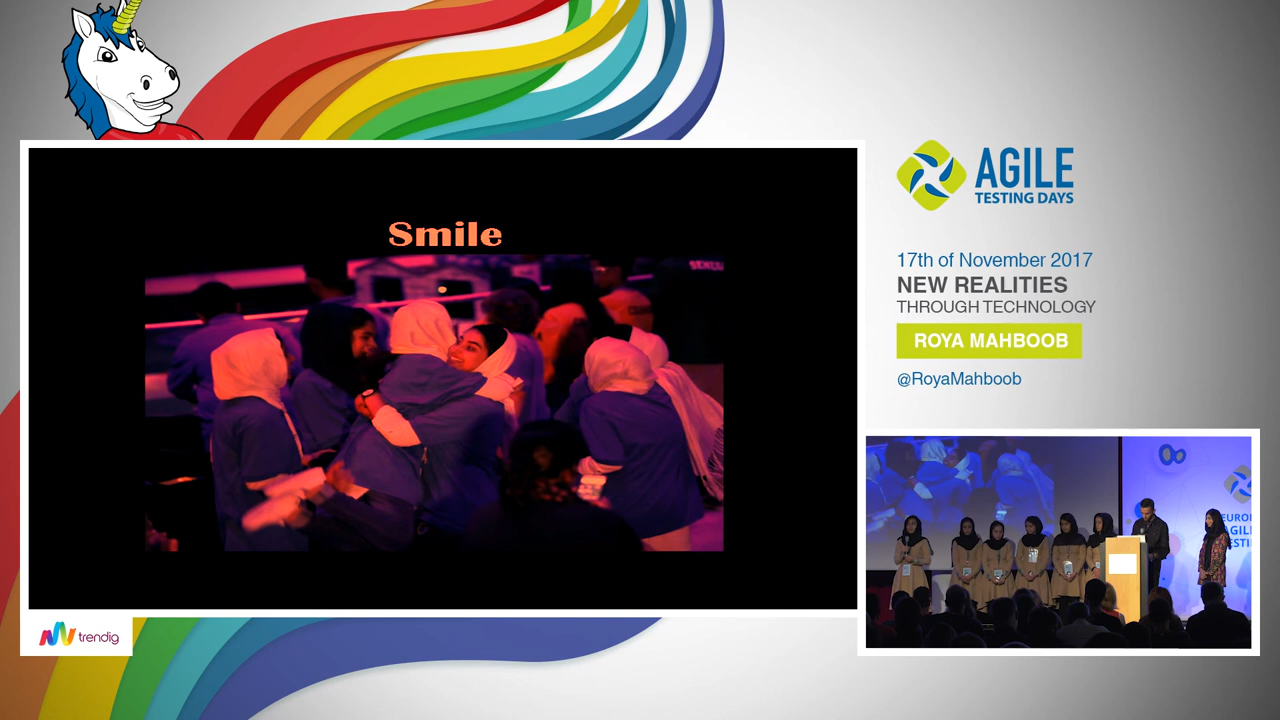 Smile
AGILE
TESTING DAYS
17th of November 2017
NEW REALITIES
THROUGH TECHNOLOGY
ROYA MAHBOOB
@RoyaMahboob
trendig